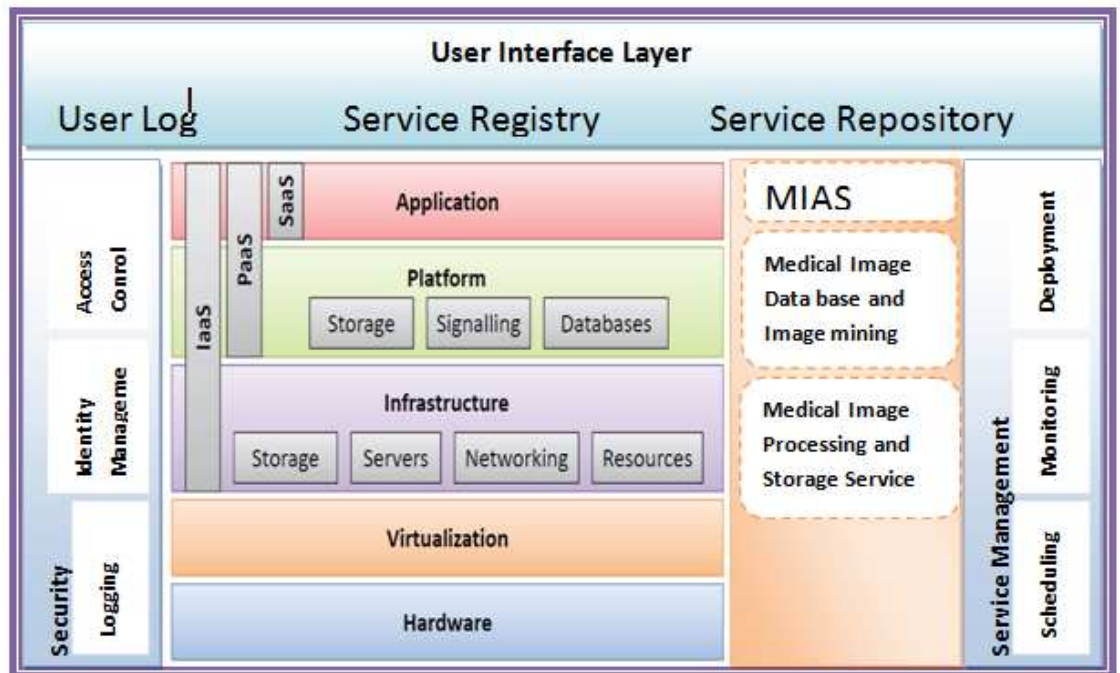 User Interface Layer
User Log
Service Registry
Service Repository
Access
Conrol
Identity
Manageme
Logging
Security
IaaS
PaaS
SaaS
Application
Platform
Storage
Signalling
Databases
Infrastructure
Storage
Servers
Networking
Resources
Virtualization
Hardware
MIAS
Medical Image
Data base and
Image mining
Medical Image
Processing and
Storage Service
Deployment
Monitoring
Scheduling
Service Management